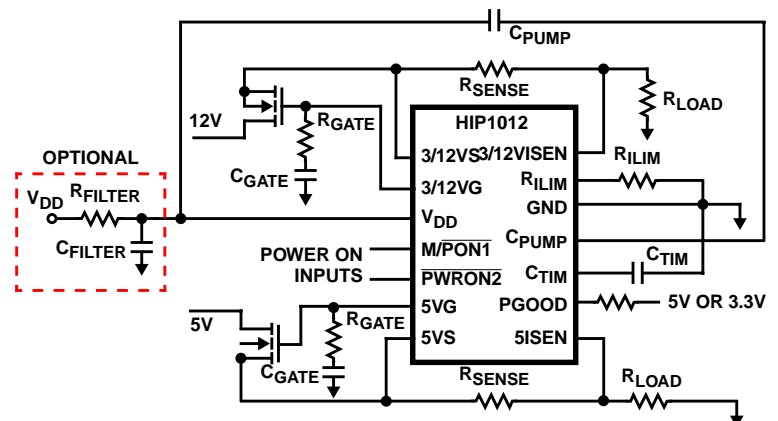 CPUMP
RSENSE
RLOAD
12V
RGATE
CGATE
HIP1012
3/12VS
3/12VISEN
3/12VG
RILIM
RILIM
GND
OPTIONAL
VDD
RFILTER
CFILTER
VDD
CPUMP
POWER ON
INPUTS
M/PON1
PWRON2
CTIM
CTIM
5VG
PGOOD
5V OR 3.3V
5V
RGATE
5VS
5ISEN
CGATE
RSENSE
RLOAD